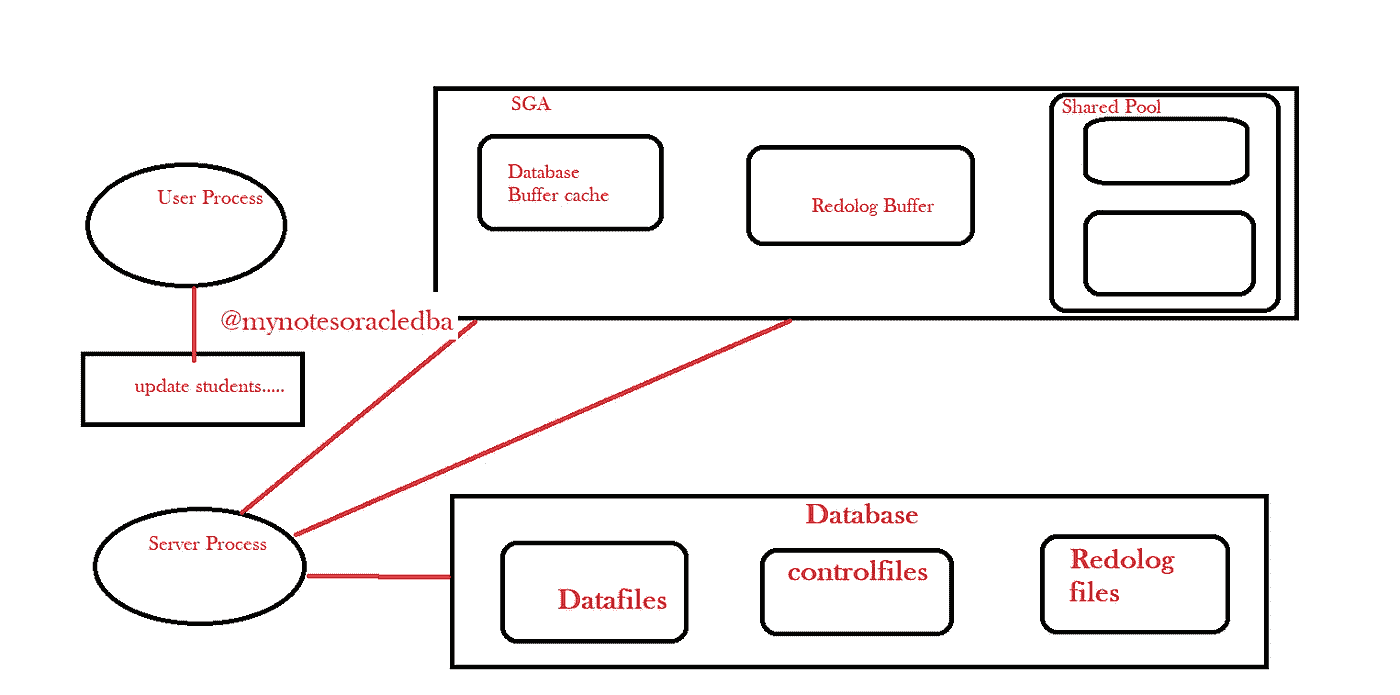 SGA
Shared Pool
Database
Buffer cache
Redolog Buffer
User Process
@mynotesoracledba
update students.....
Server Process
Database
Datafiles
controlfiles
Redolog
files